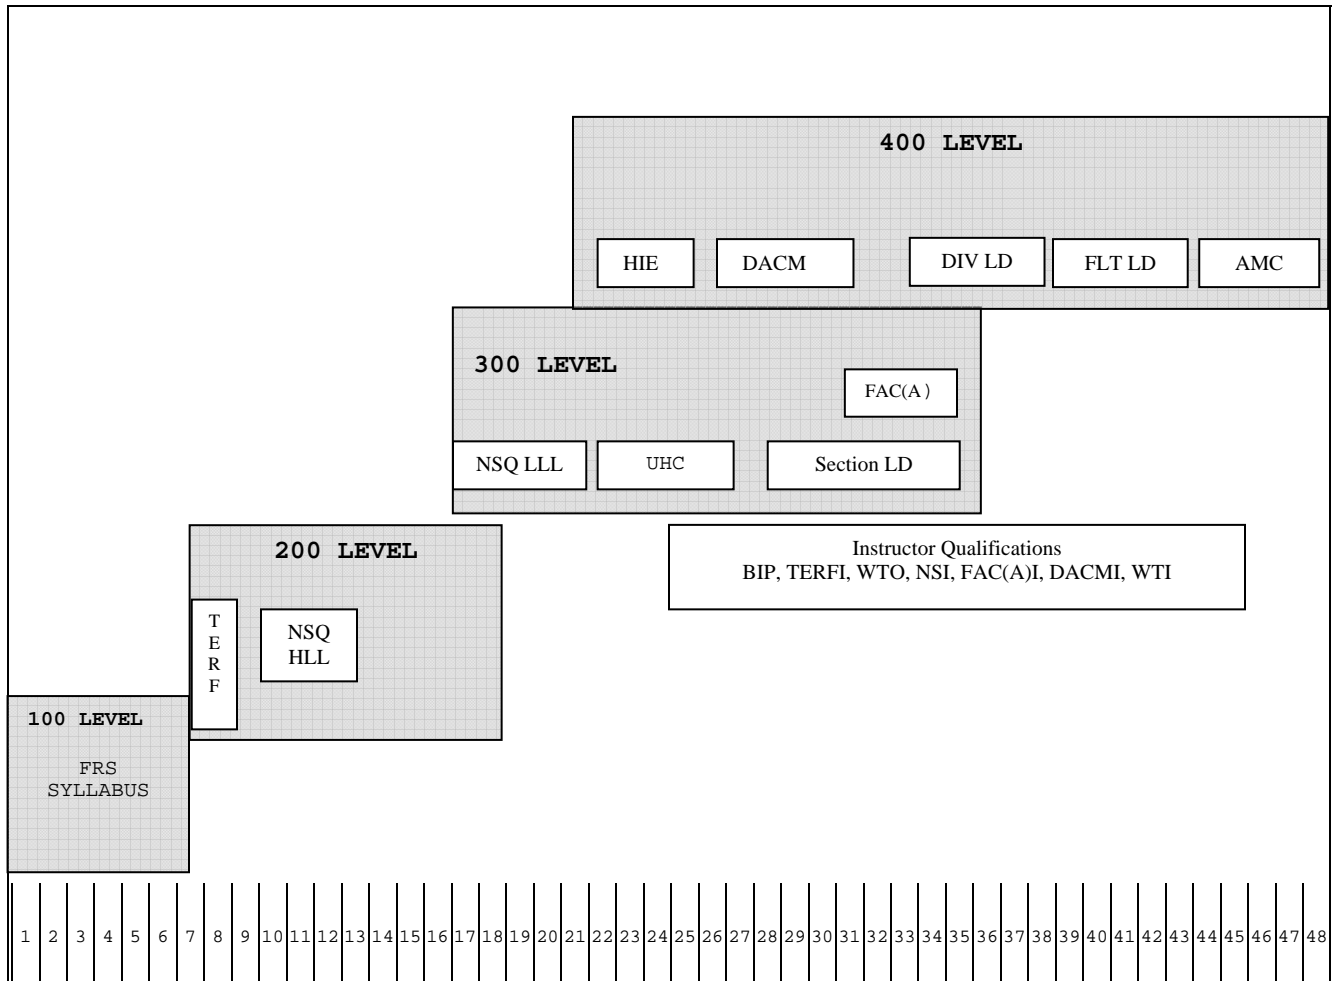 400 LEVEL
HIE
DACM
DIV LD
FLT LD
AMC
300 LEVEL
FAC(A)
NSQ LLL
UHC
Section LD
200 LEVEL
T
E
R
F
NSQ
HLL
Instructor Qualifications
BIP, TERFI, WTO, NSI, FAC(A)I, DACMI, WTI
100 LEVEL
FRS
SYLLABUS
1 2 3 4 5 6 7 8 9 10 11 12 13 14 15 16 17 18 19 20 21 22 23 24 25 26 27 28 29 30 31 32 33 34 35 36 37 38 39 40 41 42 43 44 45 46 47 48